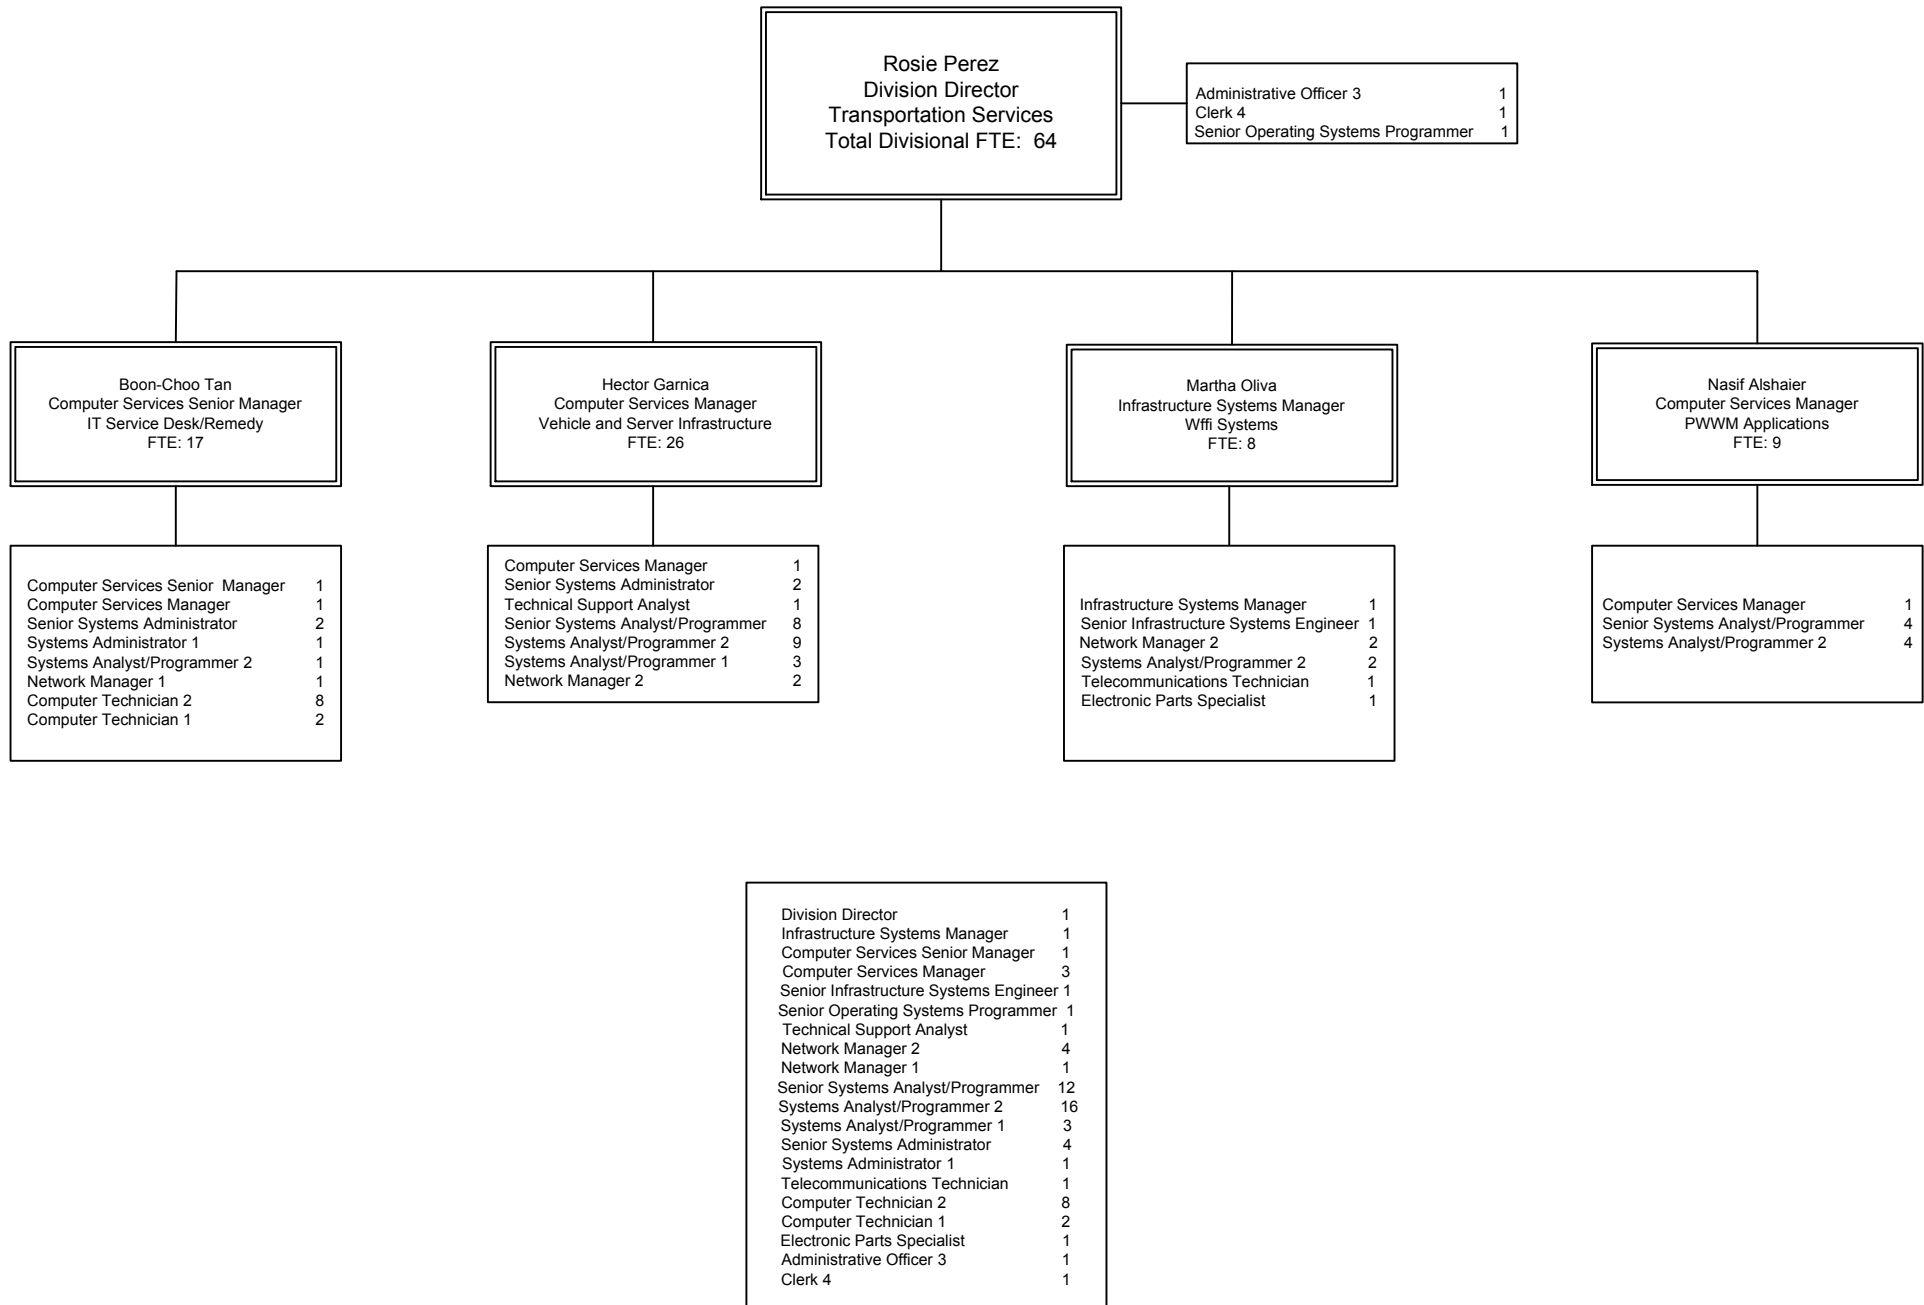 Rosie Perez
Division Director
Transportation Services
Total Divisional FTE: 64
Administrative Officer 3 1
Clerk 4 1
Senior Operating Systems Programmer 1
Boon-Choo Tan
Computer Services Senior Manager
IT Service Desk/Remedy
FTE: 17
Hector Garnica
Computer Services Manager
Vehicle and Server Infrastructure
FTE: 26
Martha Oliva
Infrastructure Systems Manager
Wffi Systems
FTE: 8
Nasif Alshaier
Computer Services Manager
PWWM Applications
FTE: 9
Computer Services Senior Manager 1
Computer Services Manager 1
Senior Systems Administrator 2
Systems Administrator 1 1
Systems Analyst/Programmer 2 1
Network Manager 1 1
Computer Technician 2 8
Computer Technician 1 2
Computer Services Manager 1
Senior Systems Administrator 2
Technical Support Analyst 1
Senior Systems Analyst/Programmer 8
Systems Analyst/Programmer 2 9
Systems Analyst/Programmer 1 3
Network Manager 2 2
Infrastructure Systems Manager 1
Senior Infrastructure Systems Engineer 1
Network Manager 2 2
Systems Analyst/Programmer 2 2
Telecommunications Technician 1
Electronic Parts Specialist 1
Computer Services Manager 1
Senior Systems Analyst/Programmer 4
Systems Analyst/Programmer 2 4
Division Director 1
Infrastructure Systems Manager 1
Computer Services Senior Manager 1
Computer Services Manager 3
Senior Infrastructure Systems Engineer 1
Senior Operating Systems Programmer 1
Technical Support Analyst 1
Network Manager 2 4
Network Manager 1 1
Senior Systems Analyst/Programmer 12
Systems Analyst/Programmer 2 16
Systems Analyst/Programmer 1 3
Senior Systems Administrator 4
Systems Administrator 1 1
Telecommunications Technician 1
Computer Technician 2 8
Computer Technician 1 2
Electronic Parts Specialist 1
Administrative Officer 3 1
Clerk 4 1